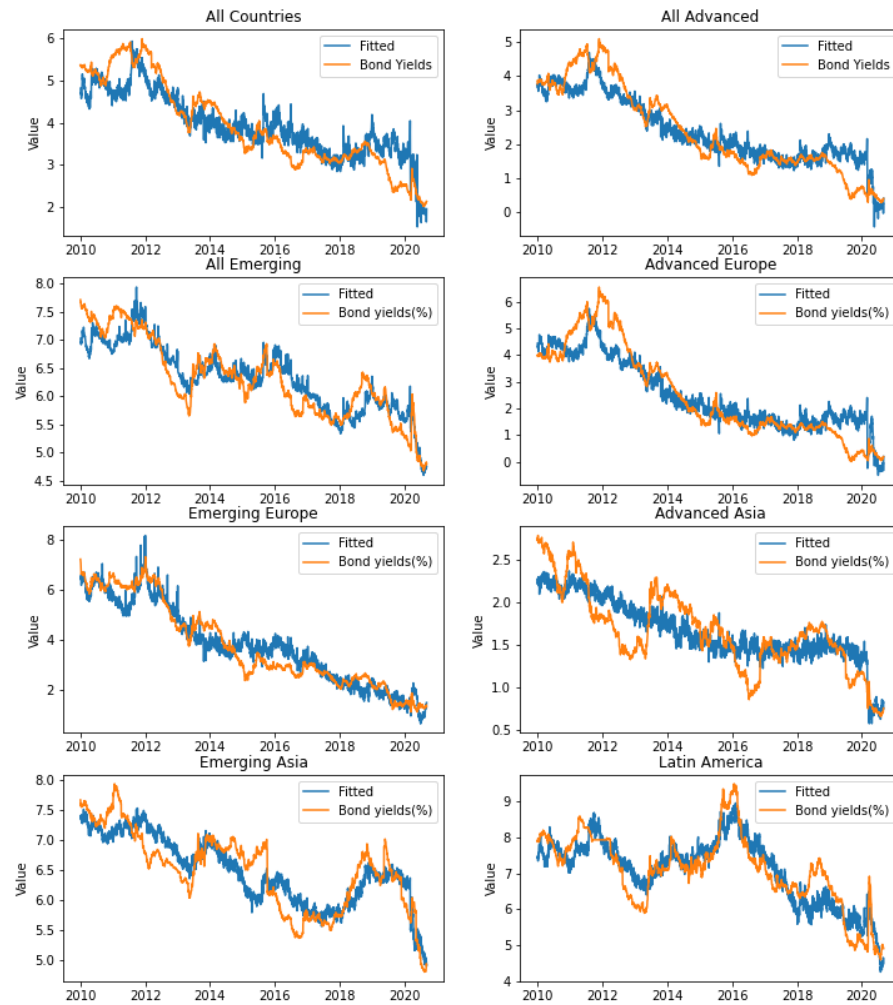 All Countries
Fitted
Bond Yields
Value
6
5
4
3
2
2010 2012 2014 2016 2018 2020
All Advanced
Fitted
Bond Yields
Value
5
4
3
2
1
0
2010 2012 2014 2016 2018 2020
All Emerging
Fitted
Bond yields(%)
Value
8.0
7.5
7.0
6.5
6.0
5.5
5.0
4.5
2010 2012 2014 2016 2018 2020
Advanced Europe
Fitted
Bond yields(%)
Value
6
5
4
3
2
1
0
2010 2012 2014 2016 2018 2020
Emerging Europe
Fitted
Bond yields(%)
Value
8
6
4
2
2010 2012 2014 2016 2018 2020
Advanced Asia
Fitted
Bond yields(%)
Value
2.5
2.0
1.5
1.0
0.5
2010 2012 2014 2016 2018 2020
Emerging Asia
Fitted
Bond yields(%)
Value
8.0
7.5
7.0
6.5
6.0
5.5
5.0
2010 2012 2014 2016 2018 2020
Latin America
Fitted
Bond yields(%)
Value
9
8
7
6
5
4
2010 2012 2014 2016 2018 2020